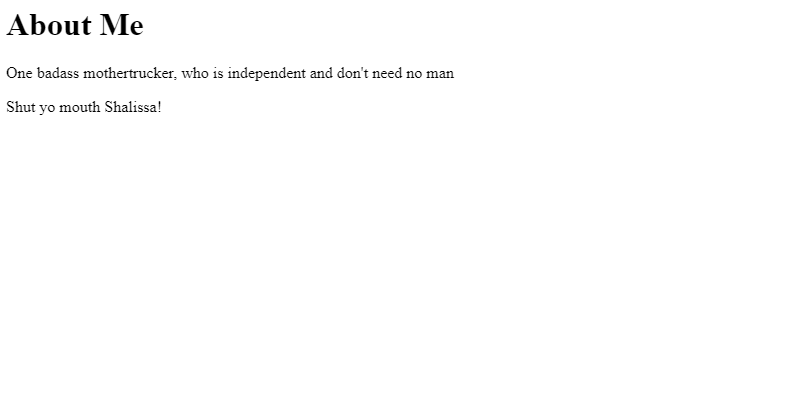 About Me
One badass mothertrucker, who is independent and don't need no man
Shut yo mouth Shalissa!